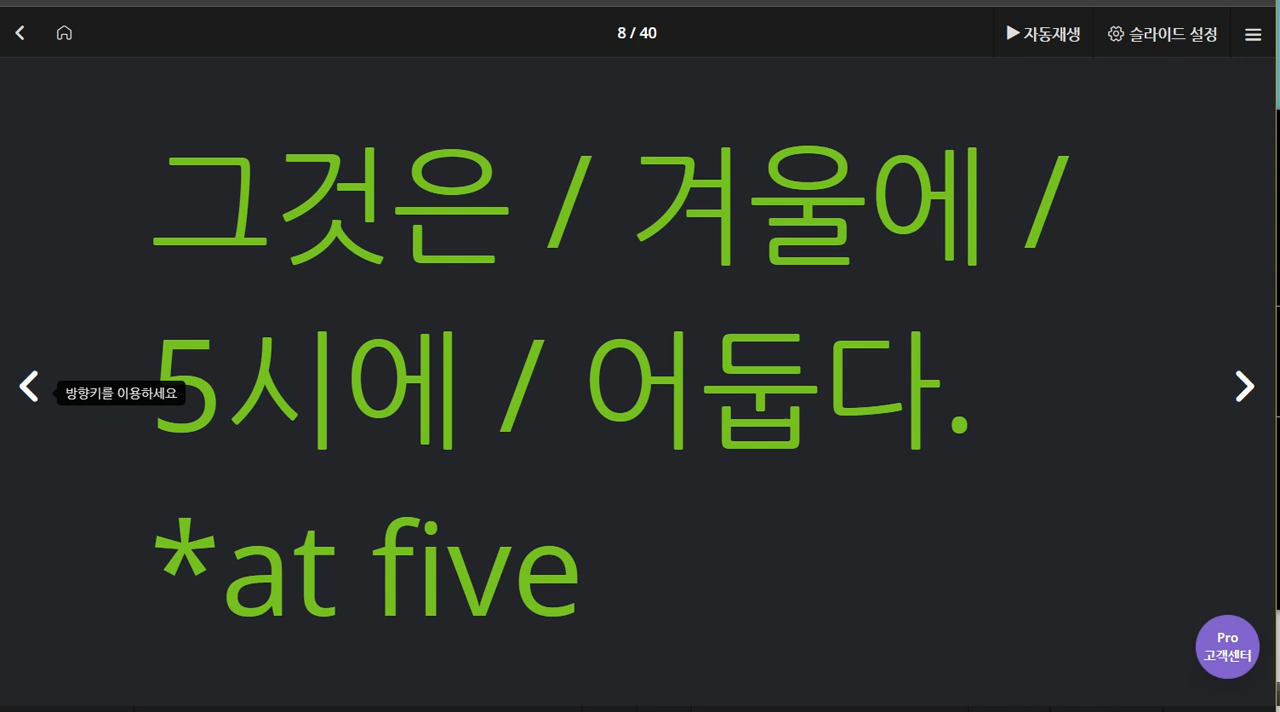 8 / 40
▶ 자동재생
슬라이드 설정
그것은 / 겨울에 /
5시에 / 어둡다.
방향키를 이용하세요
*at five
Pro
고객센터